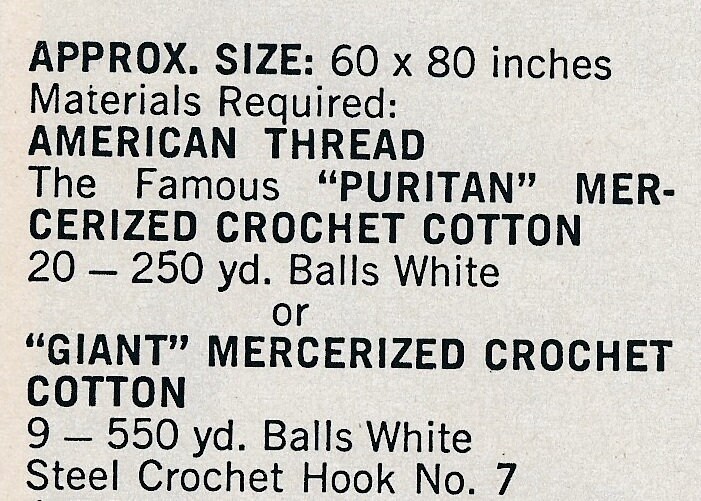 APPROX. SIZE: 60 x 80 inches
Materials Required:
AMERICAN THREAD
The Famous “PURITAN” MER-
CERIZED CROCHET COTTON
20 — 250 yd. Balls White
or
“GIANT” MERCERIZED CROCHET
COTTON
9 — 550 yd. Balls White
Steel Crochet Hook No. 7